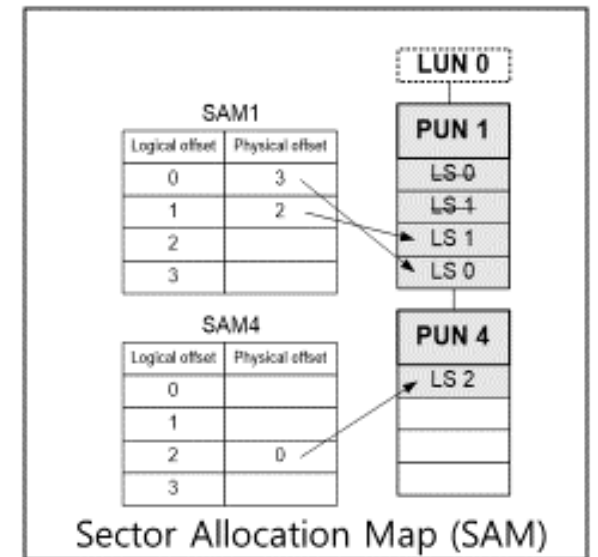 LUN 0
SAM1
Logical offset Physical offset
0 3
1 2
2
3
PUN 1
LS 0
LS 1
LS 1
LS 0
SAM4
Logical offset Physical offset
0
1
2 0
3
PUN 4
LS 2
Sector Allocation Map (SAM)